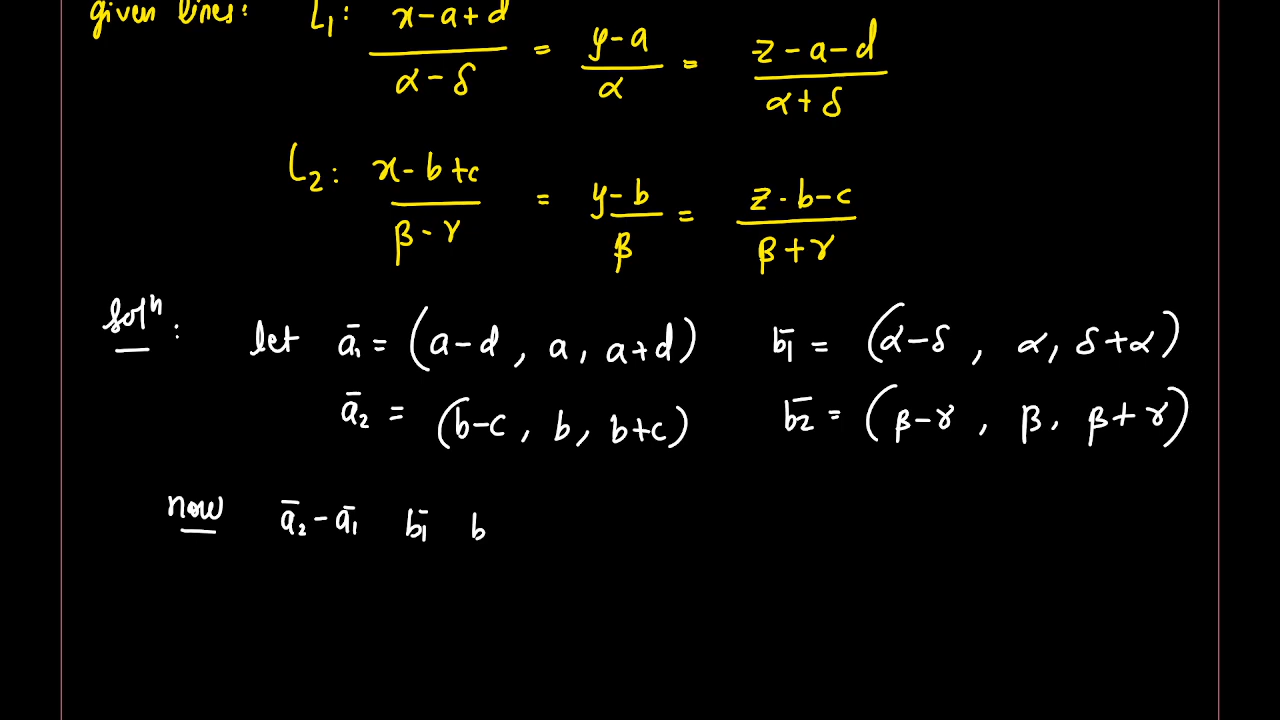 given lines: L₁: x-a+d / α-δ = y-a / α = z-a-d / α+δ
L₂: x-b+c / β-γ = y-b / β = z-b-c / β+γ
Solⁿ: let ā₁ = (a-d, a, a+d) b̄₁ = (α-δ, α, δ+α)
ā₂ = (b-c, b, b+c) b̄₂ = (β-γ, β, β+γ)
now ā₂-ā₁ b̄₁ b